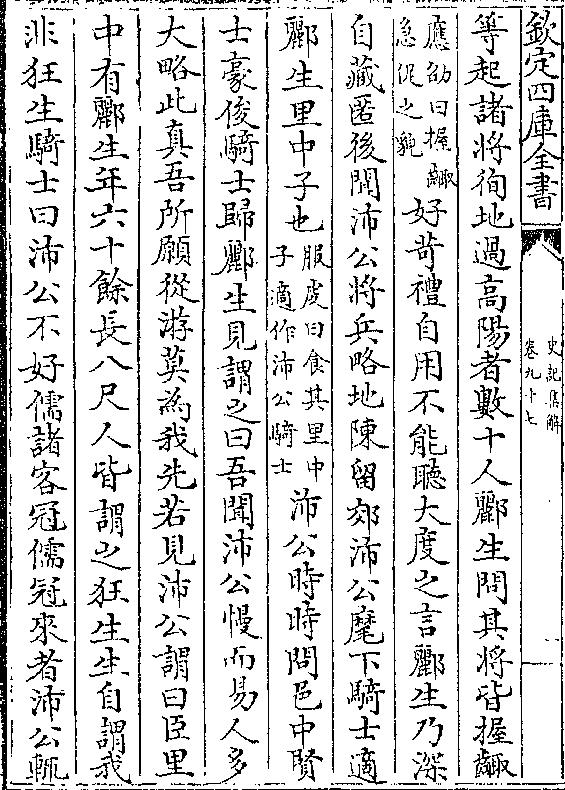 欽定四庫全書
史記集解
卷九十七
等起諸將徇地過高陽者數十人酈生問其將皆握齱
應劭曰握齱
急促之貌
好苛禮自用不能聽大度之言酈生乃深
自藏匿後聞沛公將兵略地陳留郊沛公麾下騎士適
酈生里中子也
服虔曰食其里中
子適作沛公騎士
沛公時時問邑中賢
士豪俊騎士歸酈生見謂之曰吾聞沛公慢而易人多
大略此真吾所願從游莫為我先若見沛公謂曰臣里
中有酈生年六十餘長八尺人皆謂之狂生生自謂我
非狂生騎士曰沛公不好儒諸客冠儒冠來者沛公輒